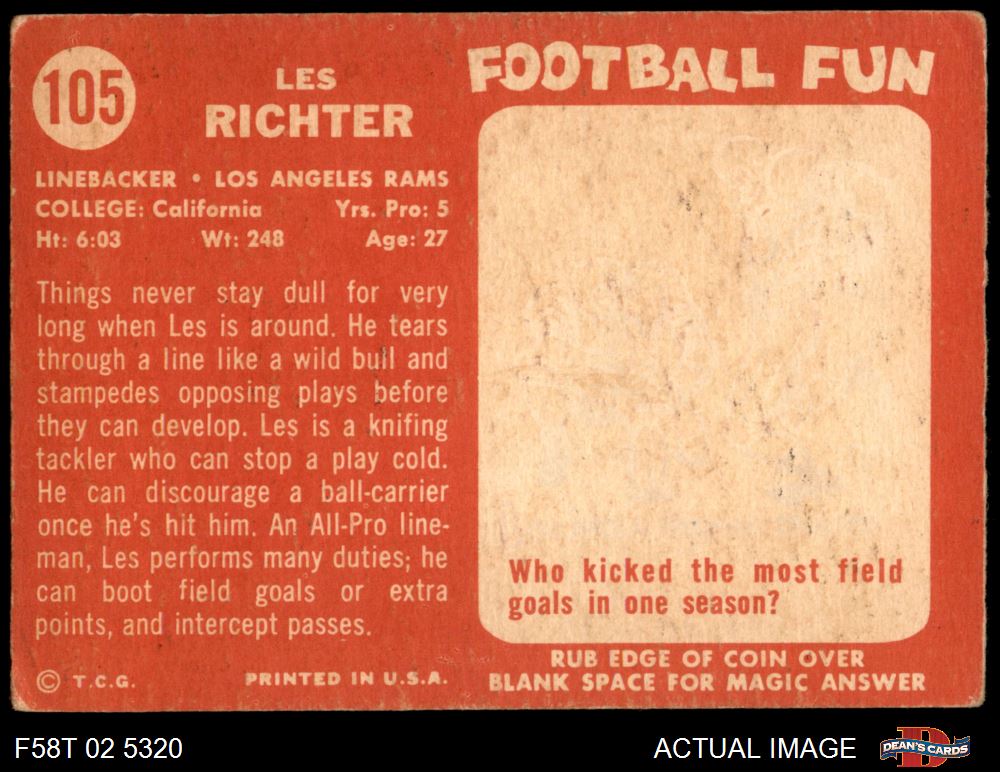 105
LES
RICHTER
LINEBACKER • LOS ANGELES RAMS
COLLEGE: California Yrs. Pro: 5
Ht: 6:03 Wt: 248 Age: 27
Things never stay dull for very
long when Les is around. He tears
through a line like a wild bull and
stampedes opposing plays before
they can develop. Les is a knifing
tackler who can stop a play cold.
He can discourage a ball-carrier
once he's hit him. An All-Pro line-
man, Les performs many duties; he
can boot field goals or extra
points, and intercept passes.
© T.C.G. PRINTED IN U.S.A.
FOOTBALL FUN
Who kicked the most field
goals in one season?
RUB EDGE OF COIN OVER
BLANK SPACE FOR MAGIC ANSWER
F58T 02 5320
ACTUAL IMAGE
D
DEAN'S CARDS